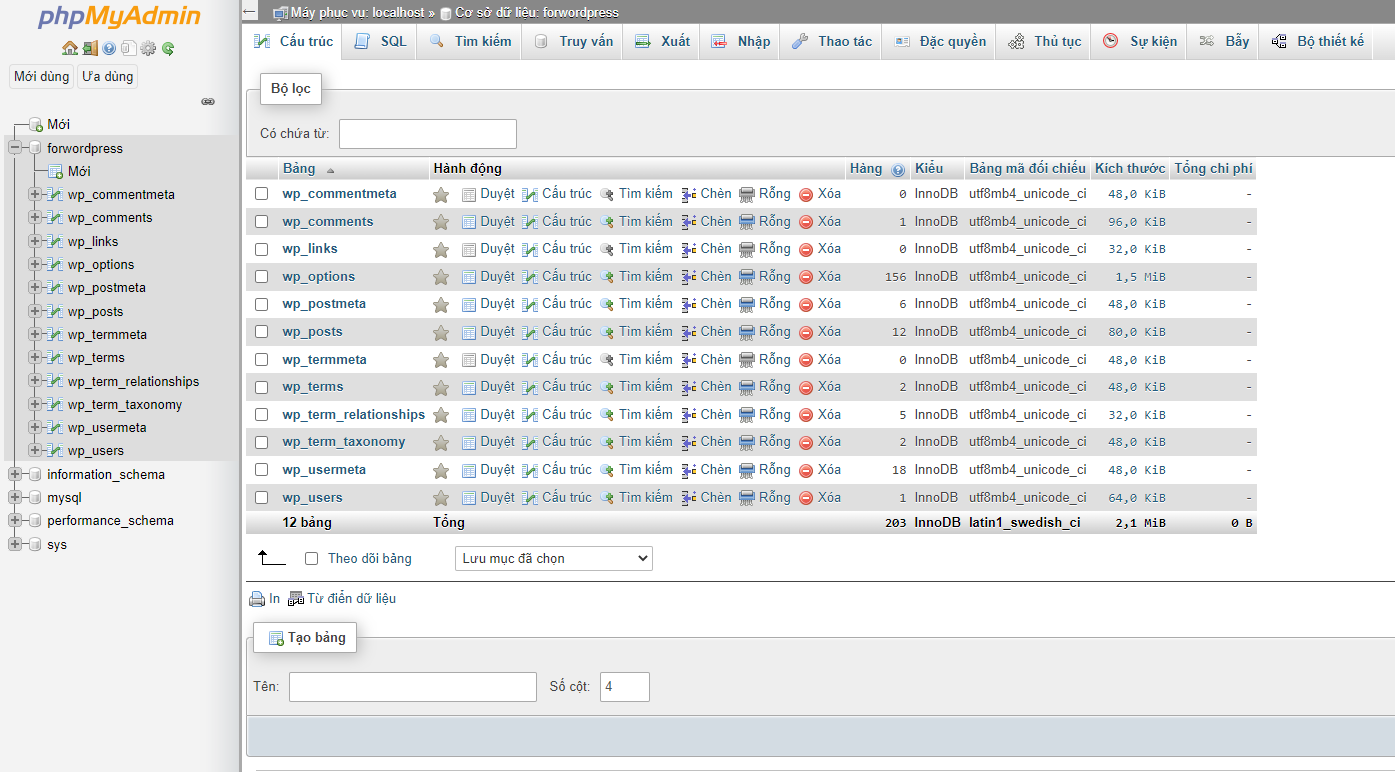 phpMyAdmin
Mới dùng Ưa dùng
Mới
forwordpress
Mới
wp_commentmeta
wp_comments
wp_links
wp_options
wp_postmeta
wp_posts
wp_termmeta
wp_terms
wp_term_relationships
wp_term_taxonomy
wp_usermeta
wp_users
information_schema
mysql
performance_schema
sys
Máy phục vụ: localhost » Cơ sở dữ liệu: forwordpress
Cấu trúc SQL Tìm kiếm Truy vấn Xuất Nhập Thao tác Đặc quyền Thủ tục Sự kiện Bẫy Bộ thiết kế
Bộ lọc
Có chứa từ:
Bảng Hành động Hàng Kiểu Bảng mã đối chiếu Kích thước Tổng chi phí
wp_commentmeta Duyệt Cấu trúc Tìm kiếm Chèn Rỗng Xóa 0 InnoDB utf8mb4_unicode_ci 48,0 KiB -
wp_comments Duyệt Cấu trúc Tìm kiếm Chèn Rỗng Xóa 1 InnoDB utf8mb4_unicode_ci 96,0 KiB -
wp_links Duyệt Cấu trúc Tìm kiếm Chèn Rỗng Xóa 0 InnoDB utf8mb4_unicode_ci 32,0 KiB -
wp_options Duyệt Cấu trúc Tìm kiếm Chèn Rỗng Xóa 156 InnoDB utf8mb4_unicode_ci 1,5 MiB -
wp_postmeta Duyệt Cấu trúc Tìm kiếm Chèn Rỗng Xóa 6 InnoDB utf8mb4_unicode_ci 48,0 KiB -
wp_posts Duyệt Cấu trúc Tìm kiếm Chèn Rỗng Xóa 12 InnoDB utf8mb4_unicode_ci 80,0 KiB -
wp_termmeta Duyệt Cấu trúc Tìm kiếm Chèn Rỗng Xóa 0 InnoDB utf8mb4_unicode_ci 48,0 KiB -
wp_terms Duyệt Cấu trúc Tìm kiếm Chèn Rỗng Xóa 2 InnoDB utf8mb4_unicode_ci 48,0 KiB -
wp_term_relationships Duyệt Cấu trúc Tìm kiếm Chèn Rỗng Xóa 5 InnoDB utf8mb4_unicode_ci 32,0 KiB -
wp_term_taxonomy Duyệt Cấu trúc Tìm kiếm Chèn Rỗng Xóa 2 InnoDB utf8mb4_unicode_ci 48,0 KiB -
wp_usermeta Duyệt Cấu trúc Tìm kiếm Chèn Rỗng Xóa 18 InnoDB utf8mb4_unicode_ci 48,0 KiB -
wp_users Duyệt Cấu trúc Tìm kiếm Chèn Rỗng Xóa 1 InnoDB utf8mb4_unicode_ci 64,0 KiB -
12 bảng Tổng 203 InnoDB latin1_swedish_ci 2,1 MiB 0 B
Theo dõi bảng Lưu mục đã chọn
In Từ điển dữ liệu
Tạo bảng
Tên: Số cột: 4